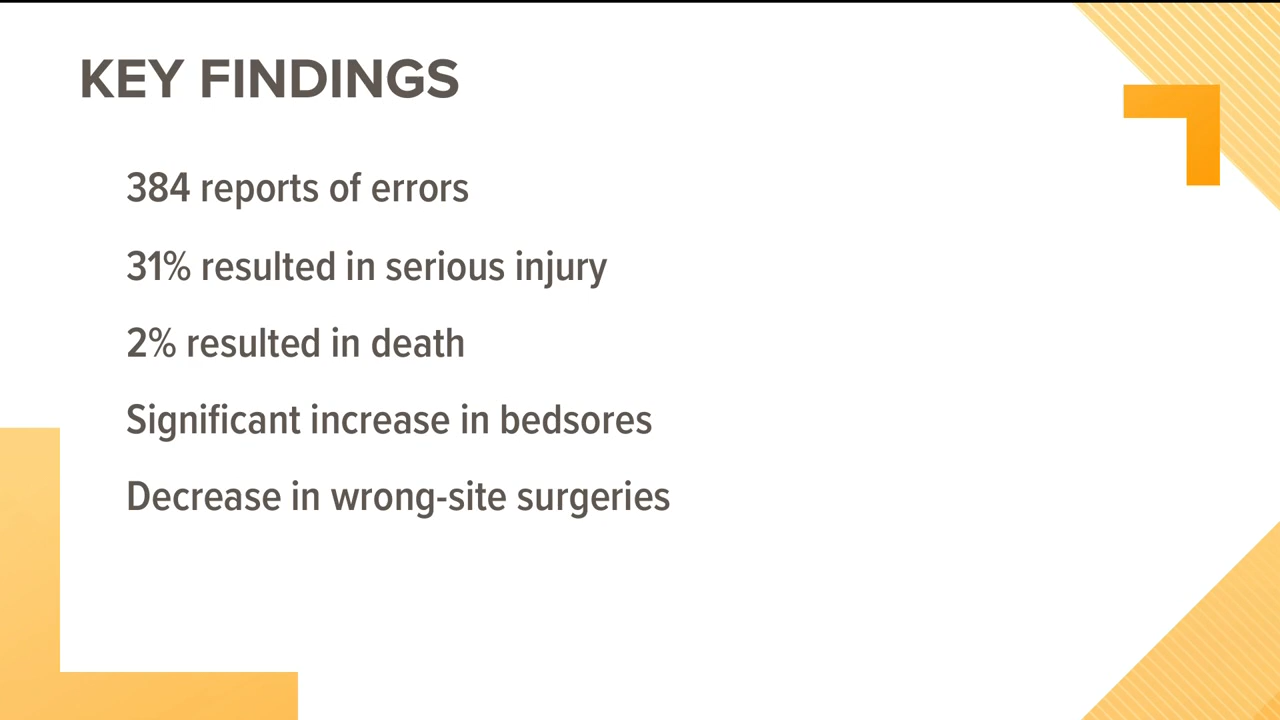 KEY FINDINGS
384 reports of errors
31% resulted in serious injury
2% resulted in death
Significant increase in bedsores
Decrease in wrong-site surgeries